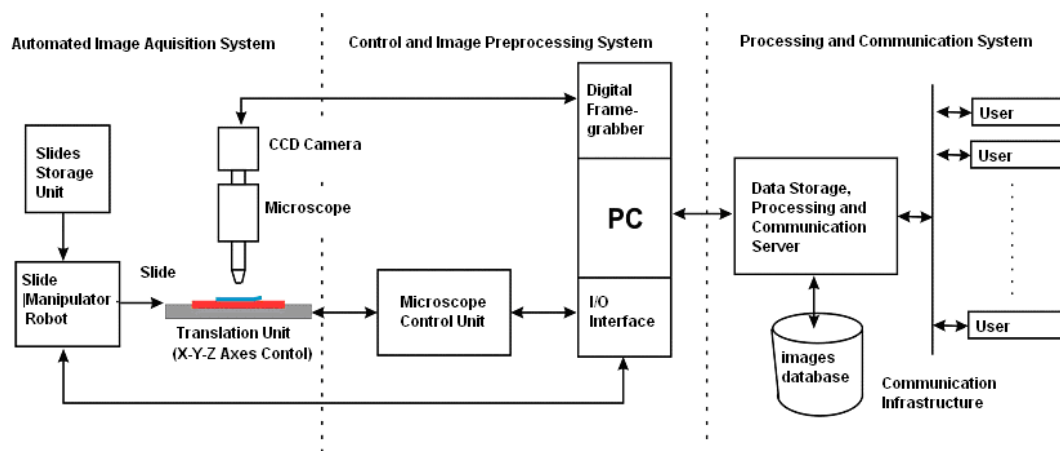 Automated Image Aquisition System
Control and Image Preprocessing System
Processing and Communication System
Slides
Storage
Unit
Slide
|Manipulator
Robot
Slide
CCD Camera
Microscope
Translation Unit
(X-Y-Z Axes Contol)
Microscope
Control Unit
Digital
Frame-
grabber
PC
I/O
Interface
Data Storage,
Processing and
Communication
Server
images
database
User
User
User
Communication
Infrastructure